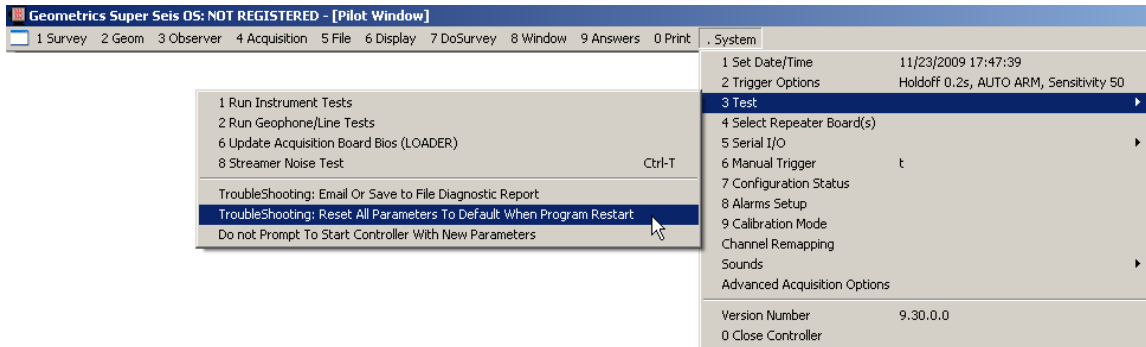 Geometrics Super Seis OS: NOT REGISTERED - [Pilot Window]
1 Survey 2 Geom 3 Observer 4 Acquisition 5 File 6 Display 7 DoSurvey 8 Window 9 Answers 0 Print . System
1 Set Date/Time 11/23/2009 17:47:39
2 Trigger Options Holdoff 0.2s, AUTO ARM, Sensitivity 50
3 Test
4 Select Repeater Board(s)
5 Serial I/O
6 Manual Trigger t
7 Configuration Status
8 Alarms Setup
9 Calibration Mode
Channel Remapping
Sounds
Advanced Acquisition Options
Version Number 9.30.0.0
0 Close Controller
1 Run Instrument Tests
2 Run Geophone/Line Tests
6 Update Acquisition Board Bios (LOADER)
8 Streamer Noise Test Ctrl-T
TroubleShooting: Email Or Save to File Diagnostic Report
TroubleShooting: Reset All Parameters To Default When Program Restart
Do not Prompt To Start Controller With New Parameters